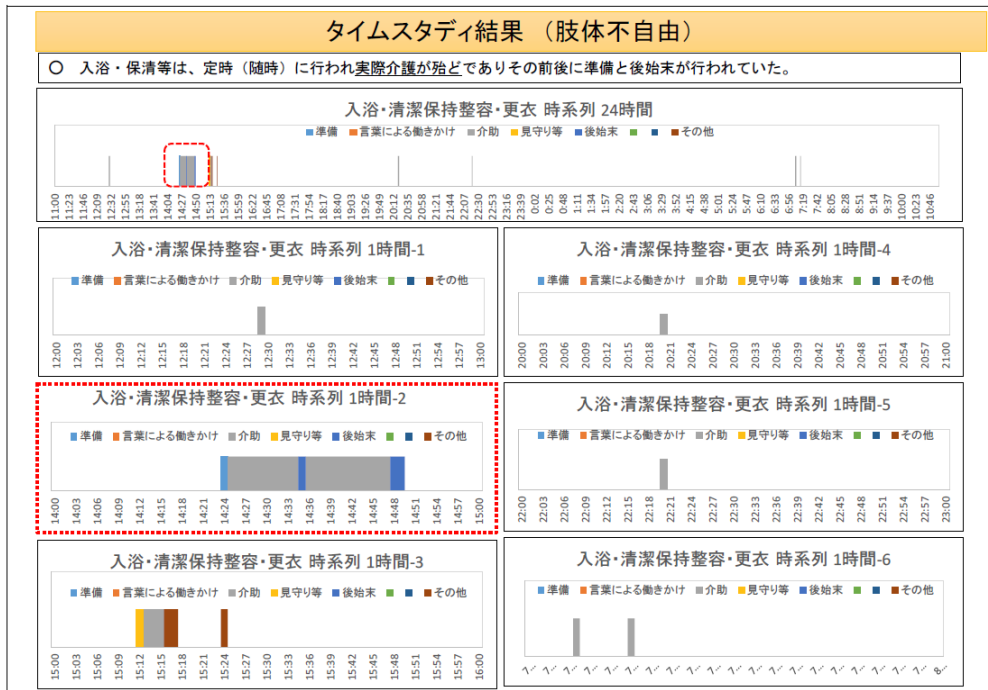 タイムスタディ結果 （肢体不自由）
○ 入浴・保清等は、定時（随時）に行われ実際介護が殆どでありその前後に準備と後始末が行われていた。
入浴・清潔保持整容・更衣 時系列 24時間
準備 言葉による働きかけ 介助 見守り等 後始末 その他
11:00 11:23 11:46 12:09 12:32 12:55 13:18 13:41 14:04 14:27 14:50 15:13 15:36 15:59 16:22 16:45 17:08 17:31 17:54 18:17 18:40 19:03 19:26 19:49 20:12 20:35 20:58 21:21 21:44 22:07 22:30 22:53 23:16 23:39 0:02 0:25 0:48 1:11 1:34 1:57 2:20 2:43 3:06 3:29 3:52 4:15 4:38 5:01 5:24 5:47 6:10 6:33 6:56 7:19 7:42 8:05 8:28 8:51 9:14 9:37 10:00 10:23 10:46
入浴・清潔保持整容・更衣 時系列 1時間-1
準備 言葉による働きかけ 介助 見守り等 後始末 その他
12:00 12:03 12:06 12:09 12:12 12:15 12:18 12:21 12:24 12:27 12:30 12:33 12:36 12:39 12:42 12:45 12:48 12:51 12:54 12:57 13:00
入浴・清潔保持整容・更衣 時系列 1時間-4
準備 言葉による働きかけ 介助 見守り等 後始末 その他
20:00 20:03 20:06 20:09 20:12 20:15 20:18 20:21 20:24 20:27 20:30 20:33 20:36 20:39 20:42 20:45 20:48 20:51 20:54 20:57 21:00
入浴・清潔保持整容・更衣 時系列 1時間-2
準備 言葉による働きかけ 介助 見守り等 後始末 その他
14:00 14:03 14:06 14:09 14:12 14:15 14:18 14:21 14:24 14:27 14:30 14:33 14:36 14:39 14:42 14:45 14:48 14:51 14:54 14:57 15:00
入浴・清潔保持整容・更衣 時系列 1時間-5
準備 言葉による働きかけ 介助 見守り等 後始末 その他
22:00 22:03 22:06 22:09 22:12 22:15 22:18 22:21 22:24 22:27 22:30 22:33 22:36 22:39 22:42 22:45 22:48 22:51 22:54 22:57 23:00
入浴・清潔保持整容・更衣 時系列 1時間-3
準備 言葉による働きかけ 介助 見守り等 後始末 その他
15:00 15:03 15:06 15:09 15:12 15:15 15:18 15:21 15:24 15:27 15:30 15:33 15:36 15:39 15:42 15:45 15:48 15:51 15:54 15:57 16:00
入浴・清潔保持整容・更衣 時系列 1時間-6
準備 言葉による働きかけ 介助 見守り等 後始末 その他
7… 7… 7… 7… 7… 7… 7… 7… 7… 7… 7… 7… 7… 7… 7… 7… 7… 7… 7… 7… 8…